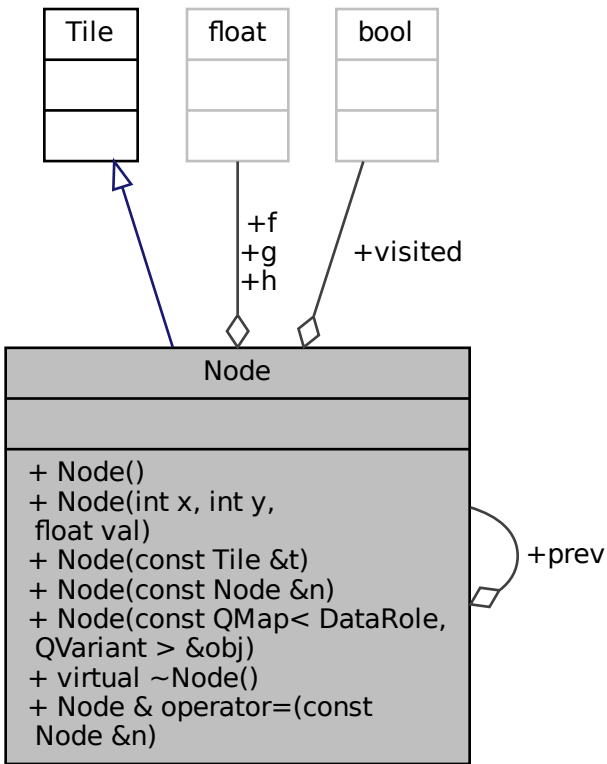 Tile
float
bool
+f
+g
+h
+visited
Node
+ Node()
+ Node(int x, int y,
float val)
+ Node(const Tile &t)
+ Node(const Node &n)
+ Node(const QMap< DataRole,
QVariant > &obj)
+ virtual ~Node()
+ Node & operator=(const
Node &n)
+prev